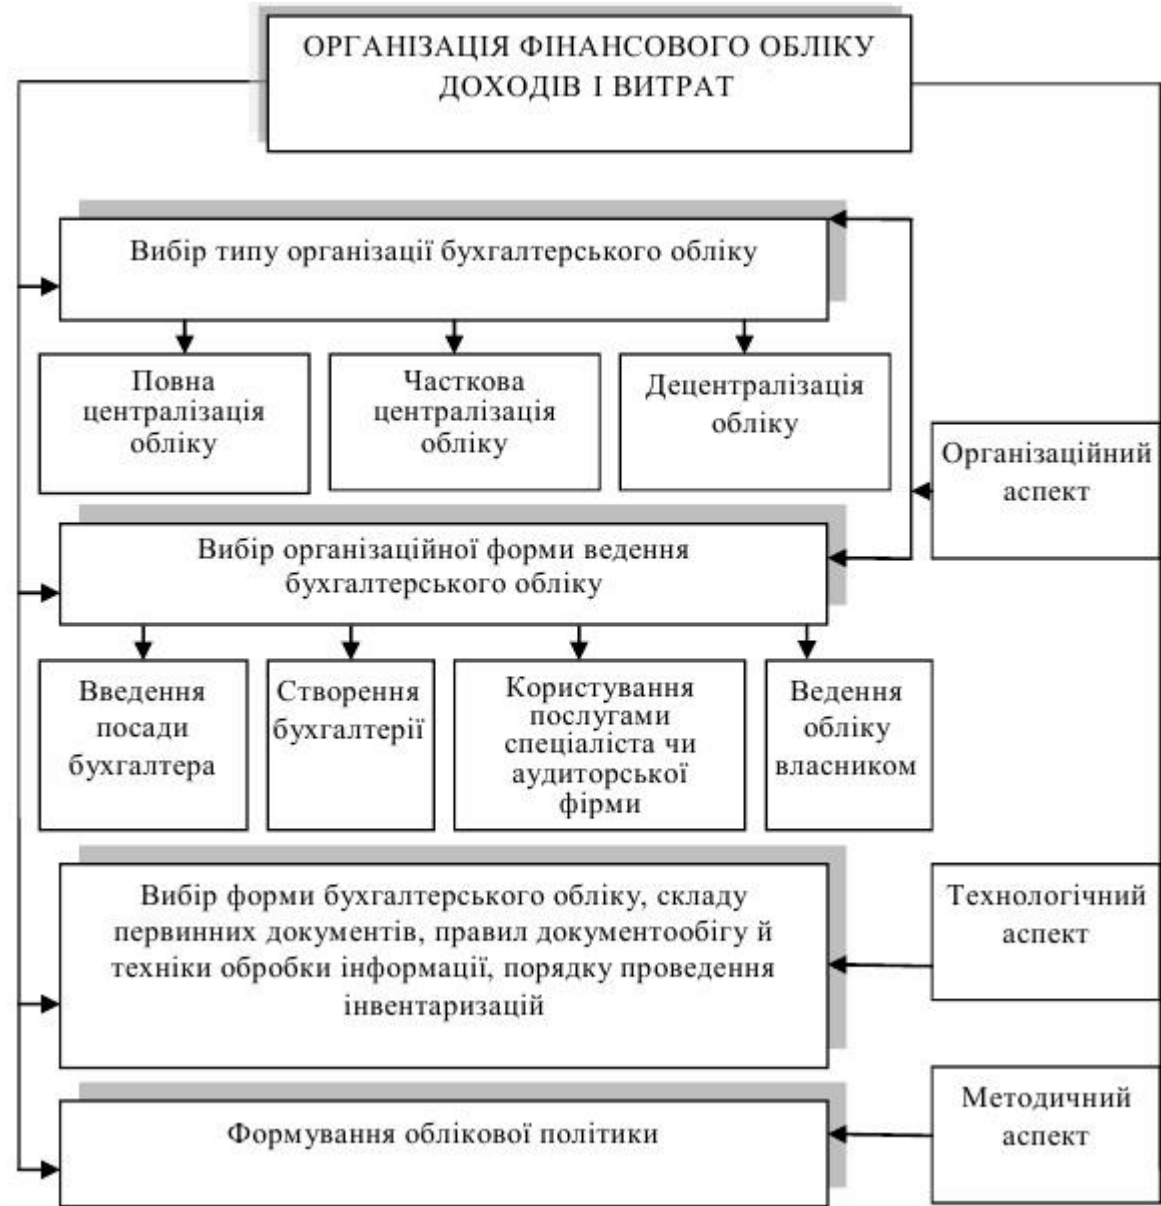 ОРГАНІЗАЦІЯ ФІНАНСОВОГО ОБЛІКУ
ДОХОДІВ І ВИТРАТ
Вибір типу організації бухгалтерського обліку
Повна
централізація
обліку
Часткова
централізація
обліку
Децентралізація
обліку
Організаційний
аспект
Вибір організаційної форми ведення
бухгалтерського обліку
Введення
посади
бухгалтера
Створення
бухгалтерії
Користування
послугами
спеціаліста чи
аудиторської
фірми
Ведення
обліку
власником
Вибір форми бухгалтерського обліку, складу
первинних документів, правил документообігу й
техніки обробки інформації, порядку проведення
інвентаризацій
Технологічний
аспект
Формування облікової політики
Методичний
аспект